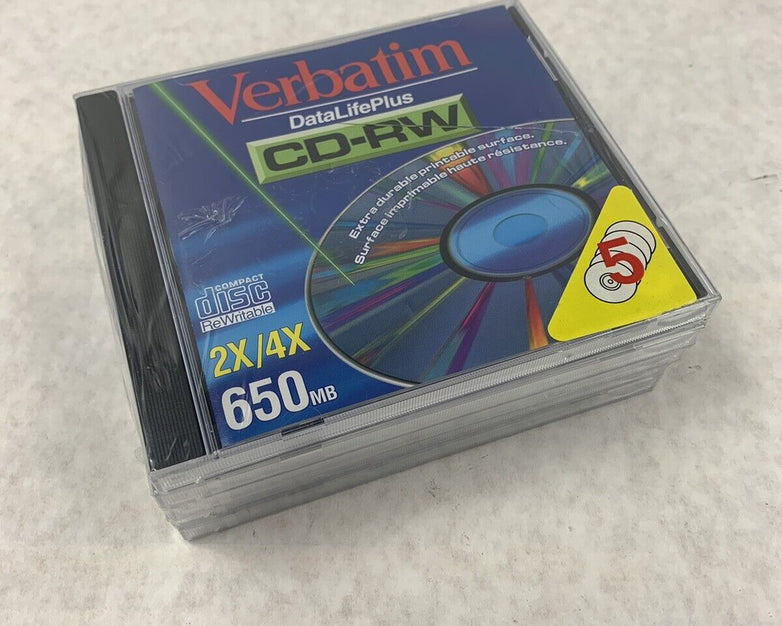 Verbatim
DataLifePlus
CD-RW
Extra durable printable surface.
Surface imprimable haute résistance.
5
COMPACT
disc
ReWritable
2X/4X
650MB